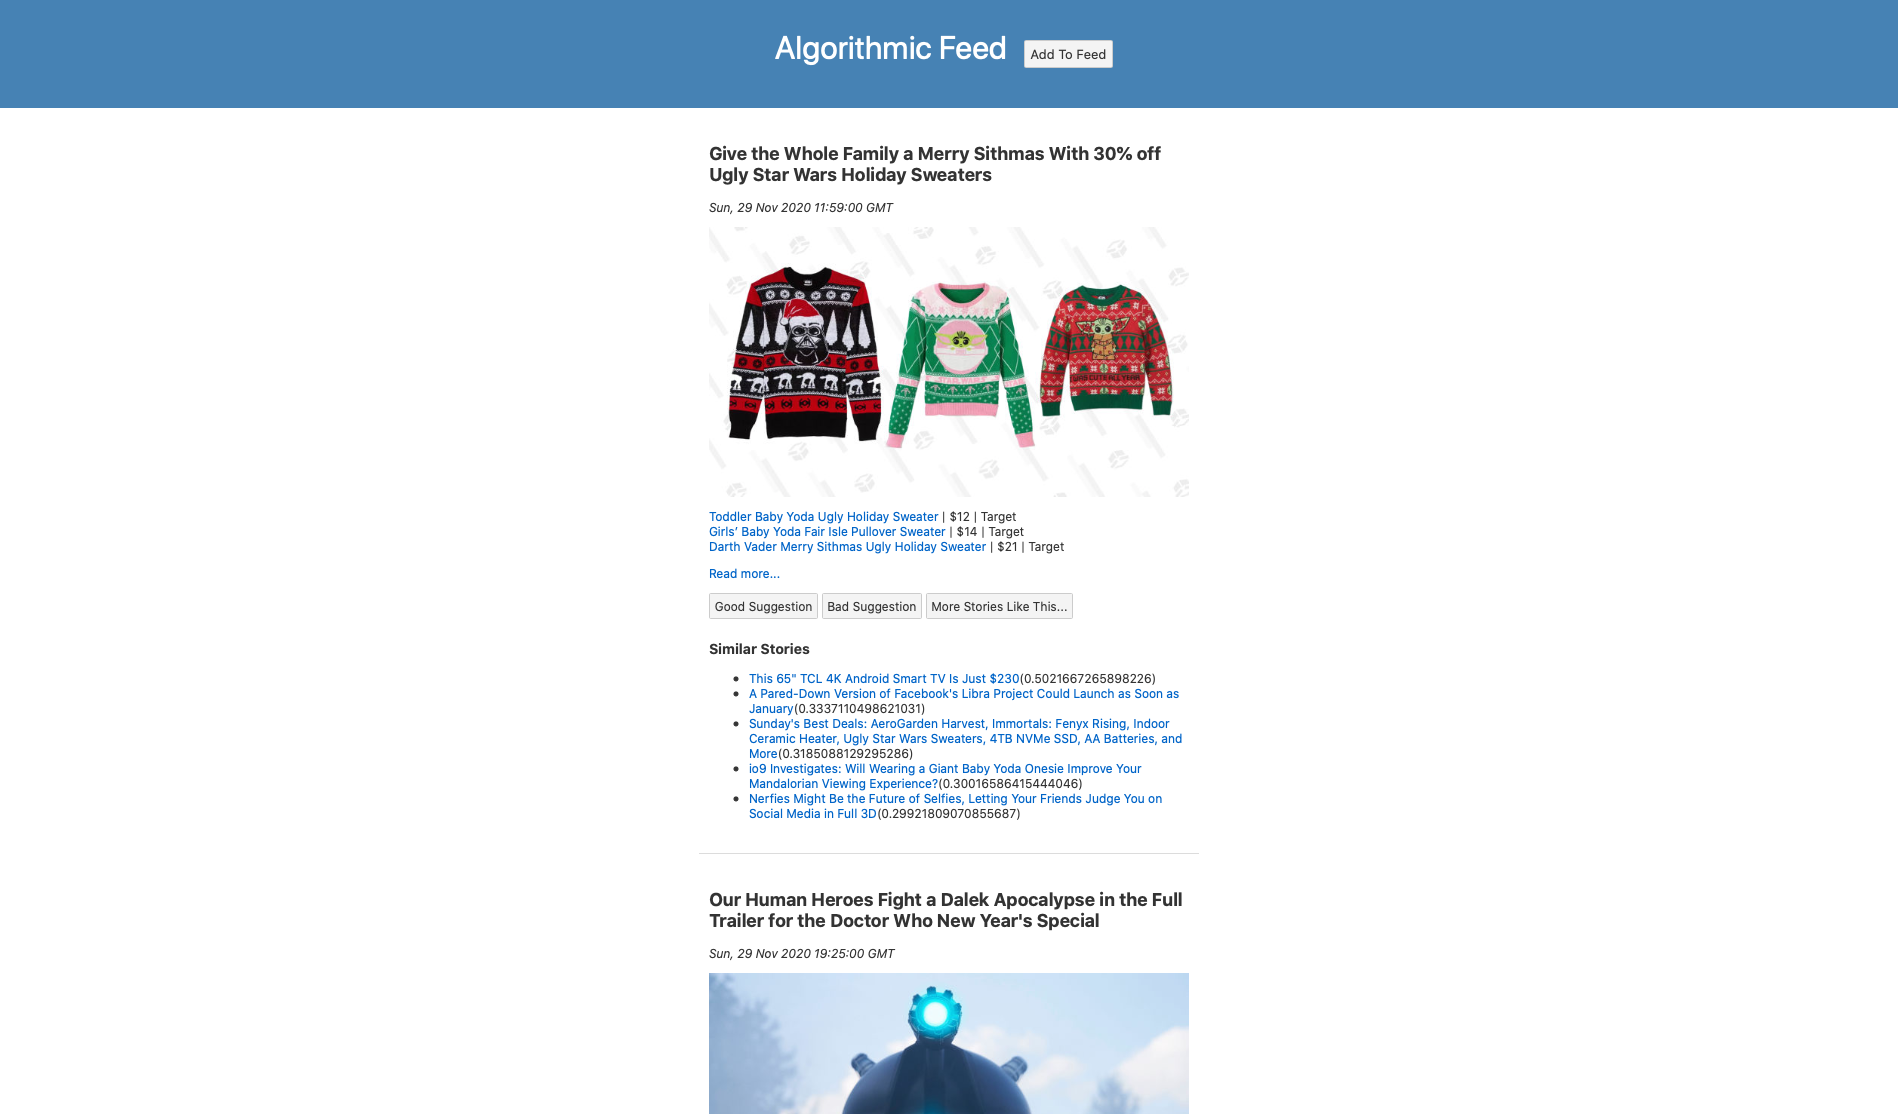 Algorithmic Feed
Add To Feed
Give the Whole Family a Merry Sithmas With 30% off
Ugly Star Wars Holiday Sweaters
Sun, 29 Nov 2020 11:59:00 GMT
Toddler Baby Yoda Ugly Holiday Sweater | $12 | Target
Girls’ Baby Yoda Fair Isle Pullover Sweater | $14 | Target
Darth Vader Merry Sithmas Ugly Holiday Sweater | $21 | Target
Read more...
Good Suggestion
Bad Suggestion
More Stories Like This...
Similar Stories
This 65" TCL 4K Android Smart TV Is Just $230(0.5021667265898226)
A Pared-Down Version of Facebook's Libra Project Could Launch as Soon as
January(0.3337110498621031)
Sunday's Best Deals: AeroGarden Harvest, Immortals: Fenyx Rising, Indoor
Ceramic Heater, Ugly Star Wars Sweaters, 4TB NVMe SSD, AA Batteries, and
More(0.3185088129295286)
io9 Investigates: Will Wearing a Giant Baby Yoda Onesie Improve Your
Mandalorian Viewing Experience?(0.30016586415444046)
Nerfies Might Be the Future of Selfies, Letting Your Friends Judge You on
Social Media in Full 3D(0.29921809070855687)
Our Human Heroes Fight a Dalek Apocalypse in the Full
Trailer for the Doctor Who New Year's Special
Sun, 29 Nov 2020 19:25:00 GMT